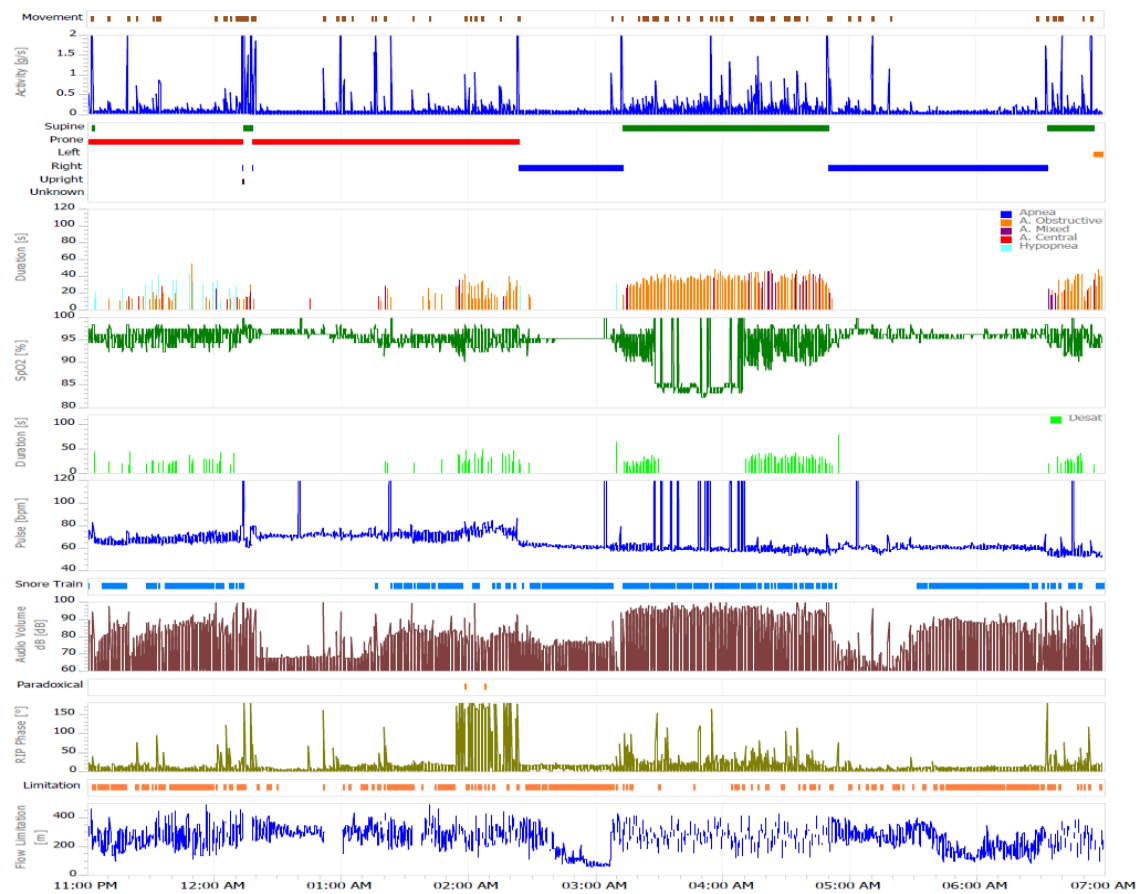 Movement
Activity [g/s]
2
1.5
1
0.5
0
Supine
Prone
Left
Right
Upright
Unknown
Duration [s]
120
100
80
60
40
20
0
Apnea
A. Obstructive
A. Mixed
A. Central
Hypopnea
SpO2 [%]
100
95
90
85
80
Duration [s]
100
50
0
Desat
Pulse [bpm]
120
100
80
60
40
Snore Train
Audio Volume
dB [dB]
100
90
80
70
60
Paradoxical
RIP Phase [°]
150
100
50
0
Limitation
Flow Limitation
[m]
400
200
0
11:00 PM 12:00 AM 01:00 AM 02:00 AM 03:00 AM 04:00 AM 05:00 AM 06:00 AM 07:00 AM